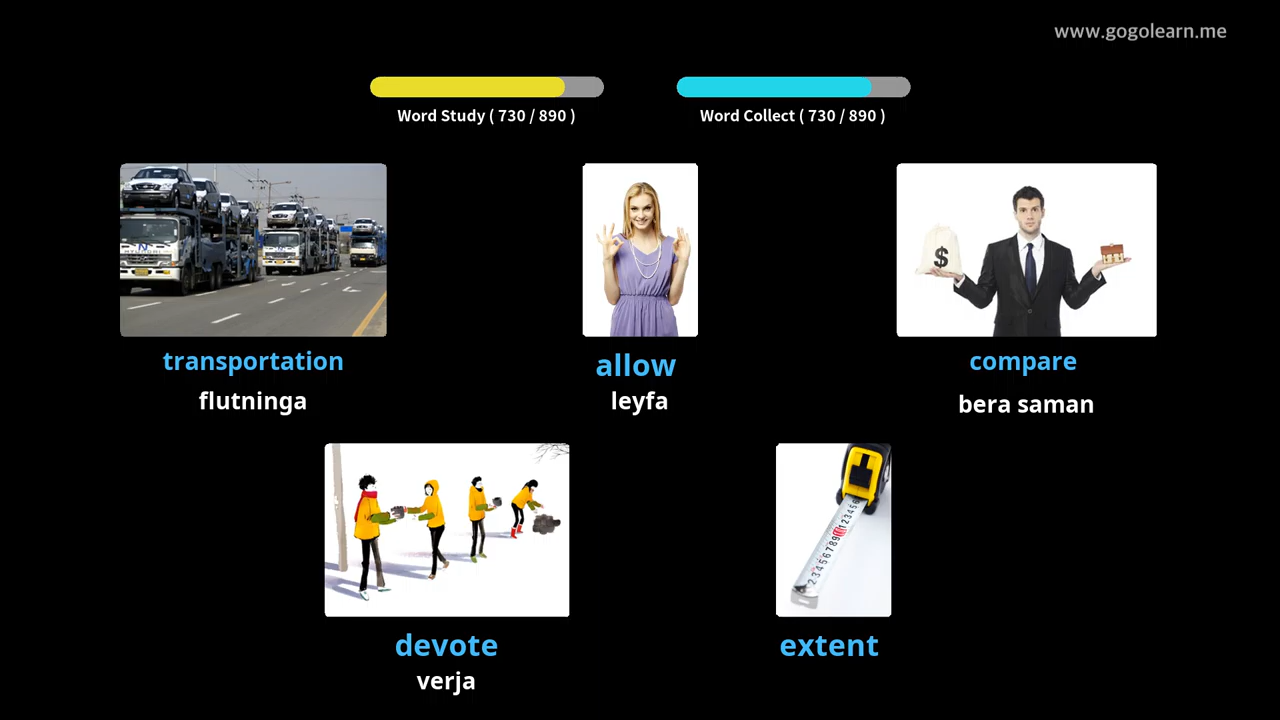 www.gogolearn.me
Word Study ( 730 / 890 )
Word Collect ( 730 / 890 )
$
transportation
flutninga
allow
leyfa
compare
bera saman
devote
verja
extent